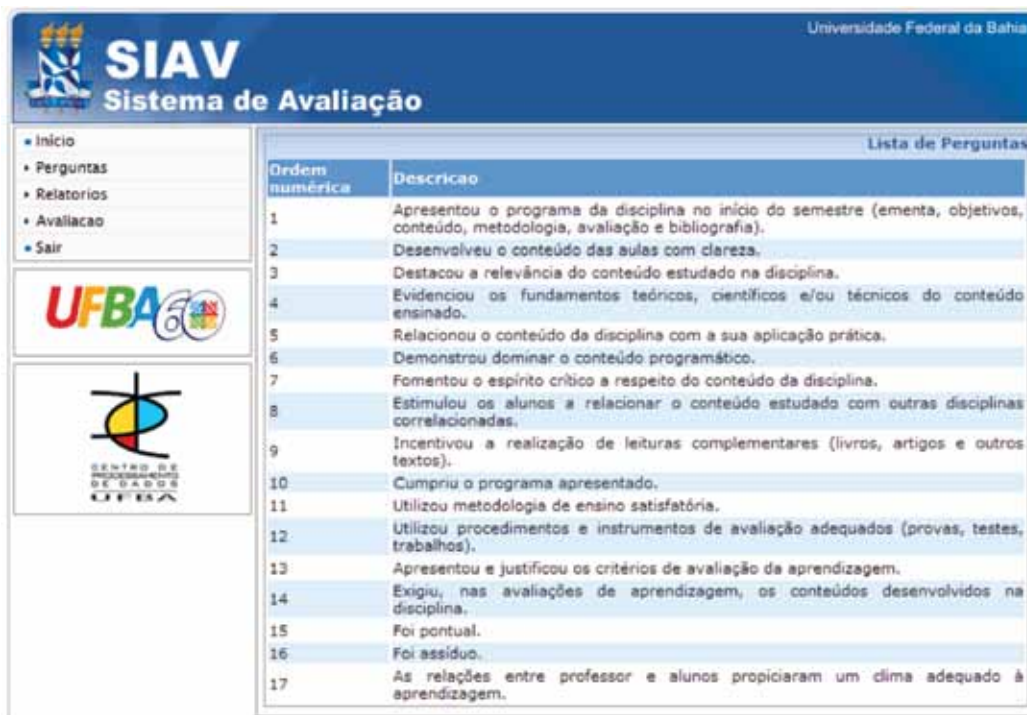 Universidade Federal da Bahia
SIAV
Sistema de Avaliação
Início
Perguntas
Relatorios
Avaliacao
Sair
UFBA 60
CENTRO DE
PROCESSAMENTO
DE DADOS
UFBA
Lista de Perguntas
Ordem numérica Descricao
1 Apresentou o programa da disciplina no início do semestre (ementa, objetivos,
conteúdo, metodologia, avaliação e bibliografia).
2 Desenvolveu o conteúdo das aulas com clareza.
3 Destacou a relevância do conteúdo estudado na disciplina.
4 Evidenciou os fundamentos teóricos, científicos e/ou técnicos do conteúdo
ensinado.
5 Relacionou o conteúdo da disciplina com a sua aplicação prática.
6 Demonstrou dominar o conteúdo programático.
7 Fomentou o espírito crítico a respeito do conteúdo da disciplina.
8 Estimulou os alunos a relacionar o conteúdo estudado com outras disciplinas
correlacionadas.
9 Incentivou a realização de leituras complementares (livros, artigos e outros
textos).
10 Cumpriu o programa apresentado.
11 Utilizou metodologia de ensino satisfatória.
12 Utilizou procedimentos e instrumentos de avaliação adequados (provas, testes,
trabalhos).
13 Apresentou e justificou os critérios de avaliação da aprendizagem.
14 Exigiu, nas avaliações de aprendizagem, os conteúdos desenvolvidos na
disciplina.
15 Foi pontual.
16 Foi assíduo.
17 As relações entre professor e alunos propiciaram um clima adequado à
aprendizagem.